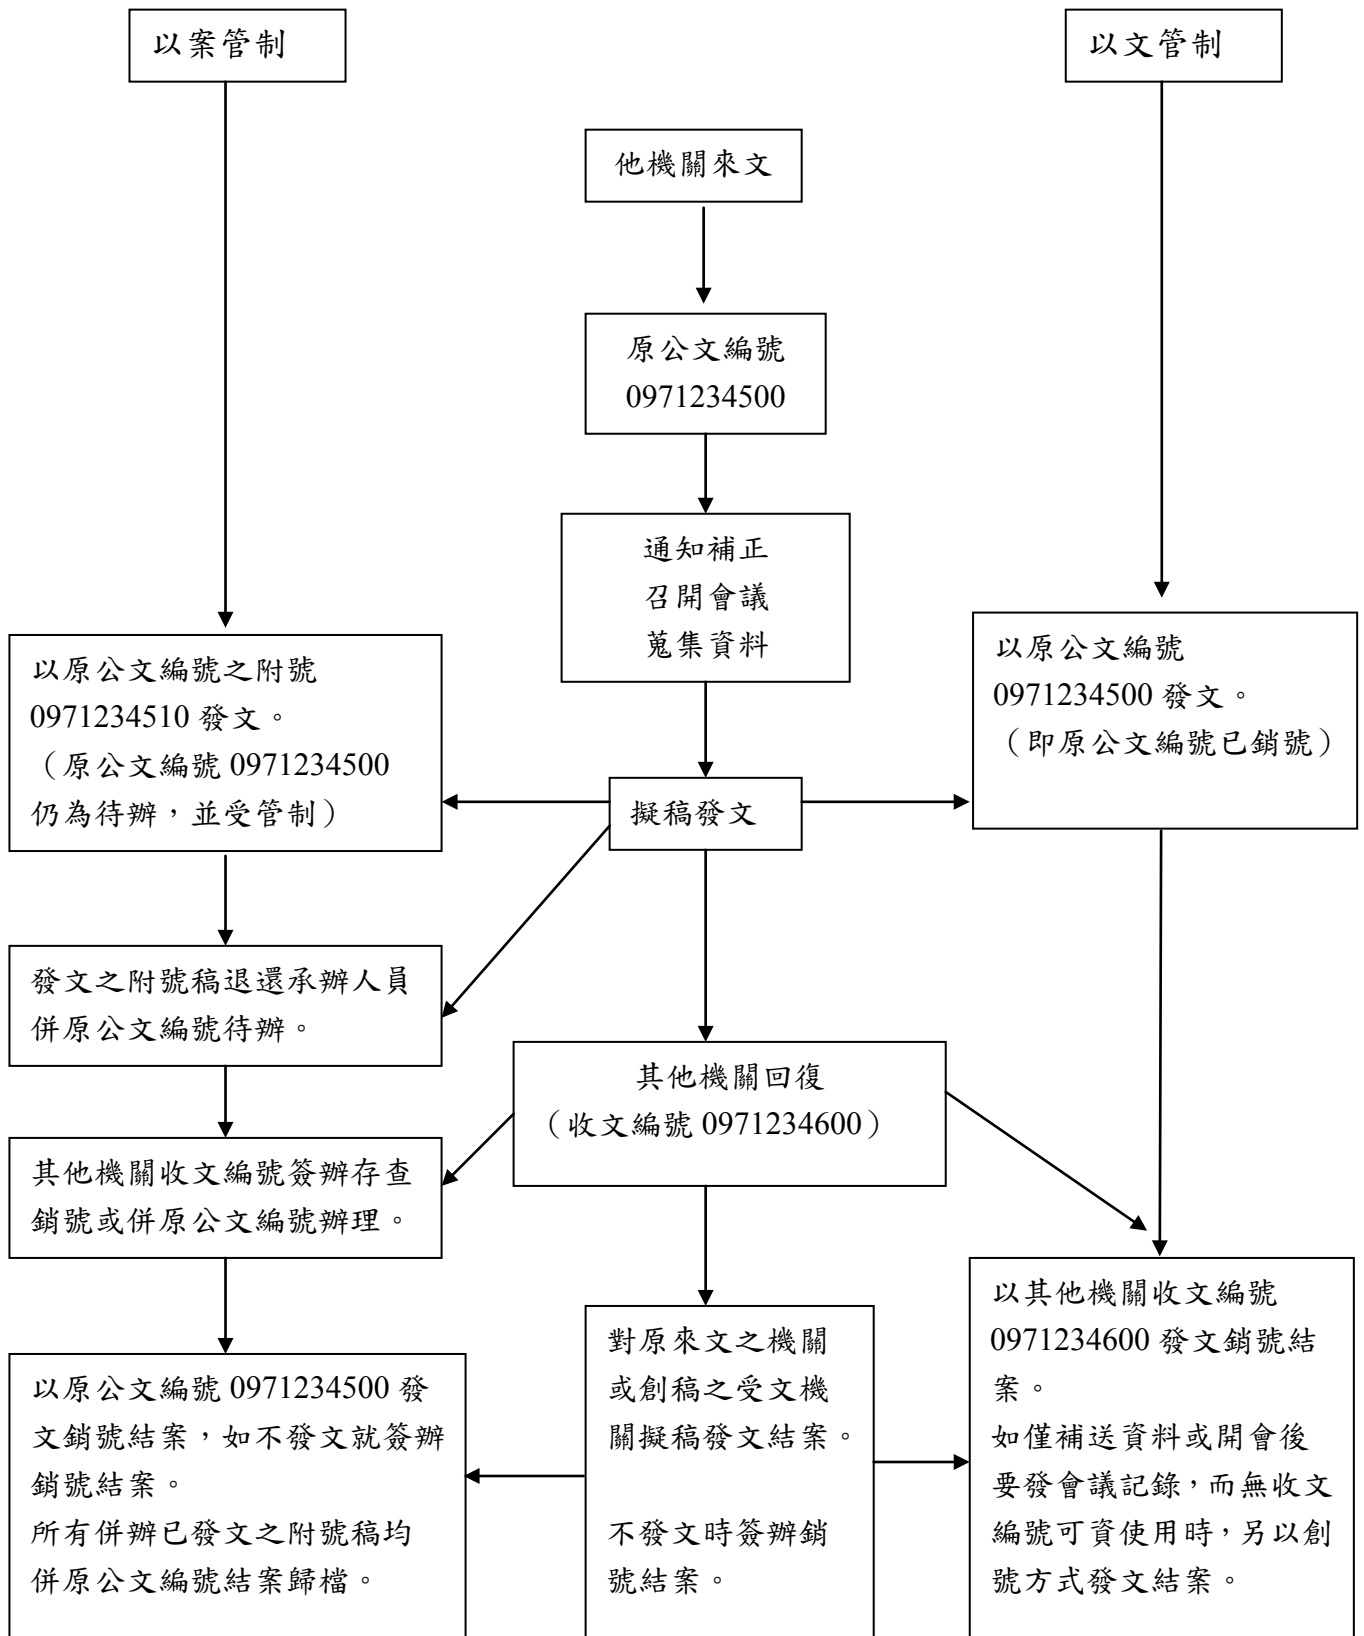 以案管制
以文管制
他機關來文
原公文編號
0971234500
通知補正
召開會議
蒐集資料
以原公文編號之附號
0971234510 發文。
（原公文編號 0971234500
仍為待辦，並受管制）
擬稿發文
以原公文編號
0971234500 發文。
（即原公文編號已銷號）
發文之附號稿退還承辦人員
併原公文編號待辦。
其他機關回復
（收文編號 0971234600）
其他機關收文編號簽辦存查
銷號或併原公文編號辦理。
以原公文編號 0971234500 發
文銷號結案，如不發文就簽辦
銷號結案。
所有併辦已發文之附號稿均
併原公文編號結案歸檔。
對原來文之機關
或創稿之受文機
關擬稿發文結案。
不發文時簽辦銷
號結案。
以其他機關收文編號
0971234600 發文銷號結
案。
如僅補送資料或開會後
要發會議記錄，而無收文
編號可資使用時，另以創
號方式發文結案。